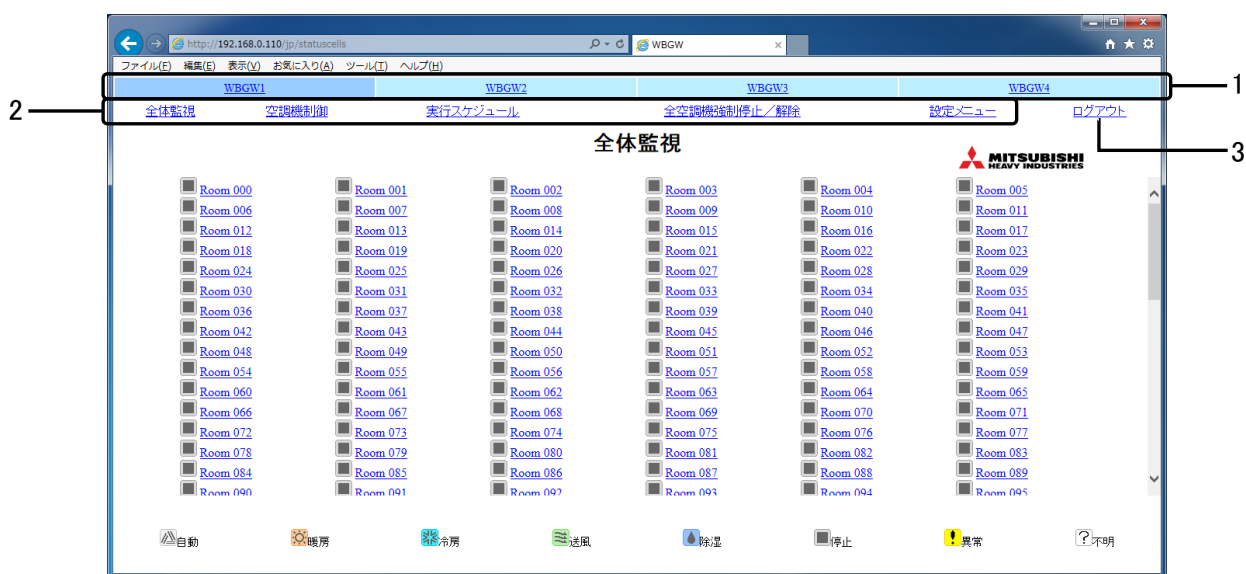 http://192.168.0.110/jp/statuscells WBGW
ファイル(F) 編集(E) 表示(V) お気に入り(A) ツール(T) ヘルプ(H)
WBGW1 WBGW2 WBGW3 WBGW4 1
2 全体監視 空調機制御 実行スケジュール 全空調機強制停止／解除 設定メニュー ログアウト
全体監視
MITSUBISHI 3
HEAVY INDUSTRIES
Room 000 Room 001 Room 002 Room 003 Room 004 Room 005
Room 006 Room 007 Room 008 Room 009 Room 010 Room 011
Room 012 Room 013 Room 014 Room 015 Room 016 Room 017
Room 018 Room 019 Room 020 Room 021 Room 022 Room 023
Room 024 Room 025 Room 026 Room 027 Room 028 Room 029
Room 030 Room 031 Room 032 Room 033 Room 034 Room 035
Room 036 Room 037 Room 038 Room 039 Room 040 Room 041
Room 042 Room 043 Room 044 Room 045 Room 046 Room 047
Room 048 Room 049 Room 050 Room 051 Room 052 Room 053
Room 054 Room 055 Room 056 Room 057 Room 058 Room 059
Room 060 Room 061 Room 062 Room 063 Room 064 Room 065
Room 066 Room 067 Room 068 Room 069 Room 070 Room 071
Room 072 Room 073 Room 074 Room 075 Room 076 Room 077
Room 078 Room 079 Room 080 Room 081 Room 082 Room 083
Room 084 Room 085 Room 086 Room 087 Room 088 Room 089
Room 090 Room 091 Room 092 Room 093 Room 094 Room 095
自動 暖房 冷房 送風 除湿 停止 異常 不明